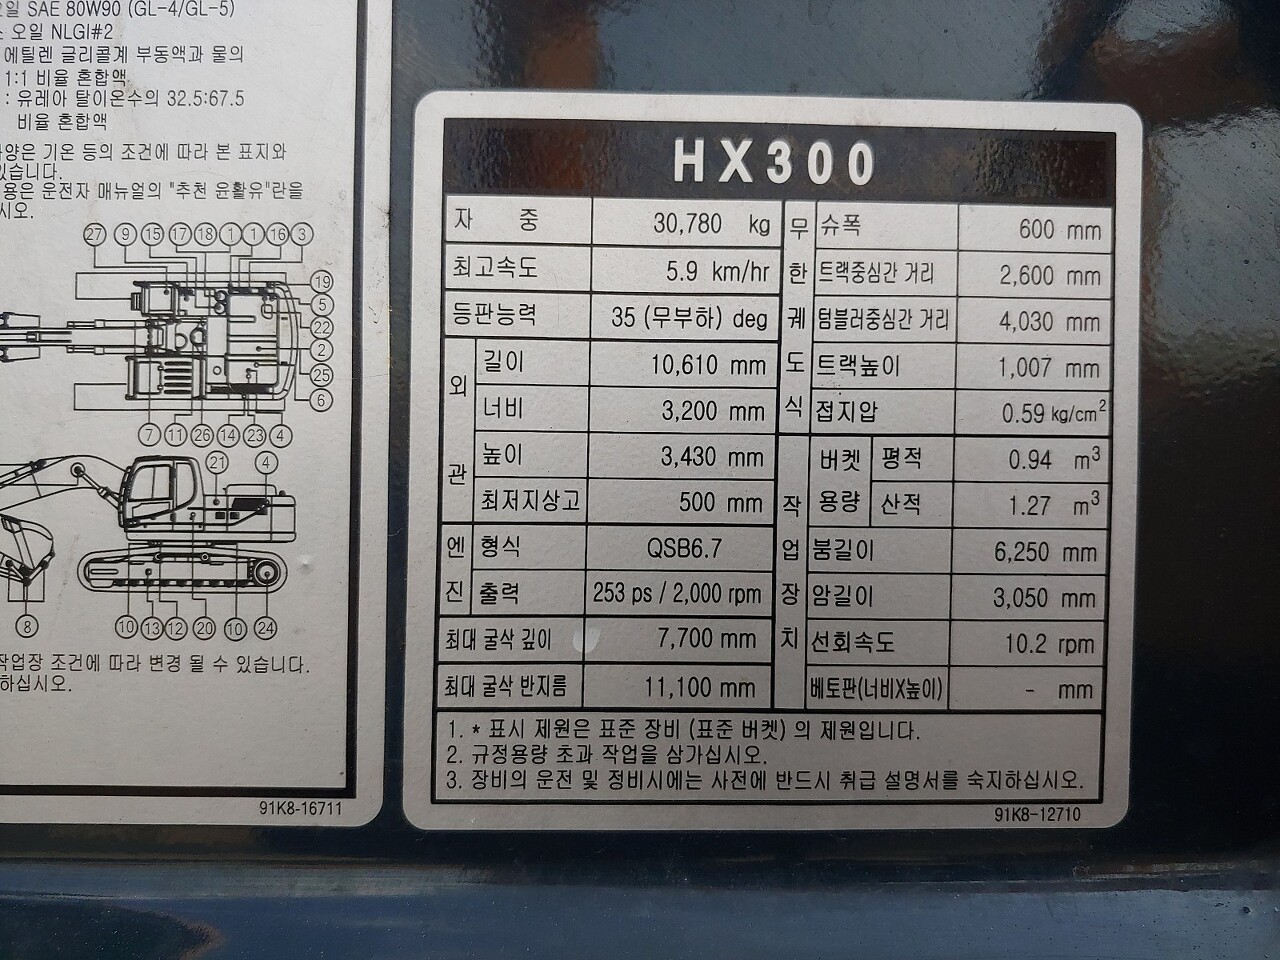 오일 SAE 80W90 (GL-4/GL-5)
오일 NLGI#2
에틸렌 글리콜계 부동액과 물의
1:1 비율 혼합액
: 유레아 탈이온수의 32.5:67.5
비율 혼합액
기온 등의 조건에 따라 본 표지와
있습니다.
운전자 매뉴얼의 "추천 윤활유"란을
시오.
27 9 15 17 18 1 1 16 3
19
5
22
2
25
6
7 11 26 14 23 4
21 4
8 10 13 12 20 10 24
작업장 조건에 따라 변경 될 수 있습니다.
하십시오.
91K8-16711
HX300
자 중 30,780 kg
최고속도 5.9 km/hr
등판능력 35 (무부하) deg
외관
길이 10,610 mm
너비 3,200 mm
높이 3,430 mm
최저지상고 500 mm
엔진
형식 QSB6.7
출력 253 ps / 2,000 rpm
최대 굴삭 깊이 7,700 mm
최대 굴삭 반지름 11,100 mm
무한궤도식
슈폭 600 mm
트랙중심간 거리 2,600 mm
텀블러중심간 거리 4,030 mm
트랙높이 1,007 mm
접지압 0.59 kg/cm²
작업장치
버켓용량
평적 0.94 m³
산적 1.27 m³
붐길이 6,250 mm
암길이 3,050 mm
선회속도 10.2 rpm
베토판(너비X높이) - mm
1. * 표시 제원은 표준 장비 (표준 버켓) 의 제원입니다.
2. 규정용량 초과 작업을 삼가십시오.
3. 장비의 운전 및 정비시에는 사전에 반드시 취급 설명서를 숙지하십시오.
91K8-12710